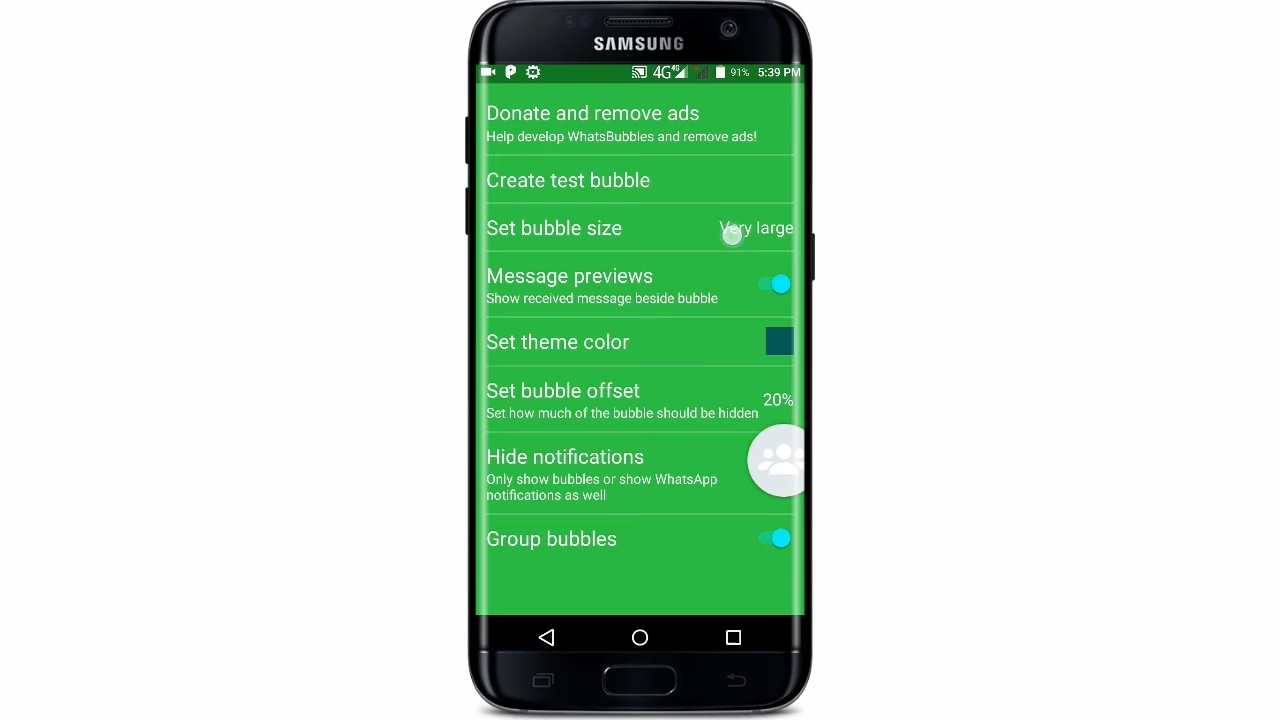 SAMSUNG
4G 4G 91% 5:39 PM
Donate and remove ads
Help develop WhatsBubbles and remove ads!
Create test bubble
Set bubble size Very large
Message previews
Show received message beside bubble
Set theme color
Set bubble offset
20%
Set how much of the bubble should be hidden
Hide notifications
Only show bubbles or show WhatsApp
notifications as well
Group bubbles